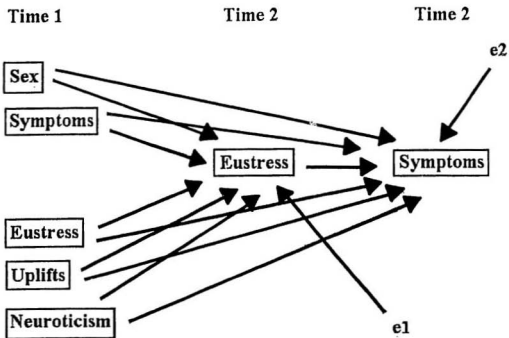 Time 1 Time 2 Time 2
e2
Sex
Symptoms
Eustress Symptoms
Eustress
Uplifts
Neuroticism
e1